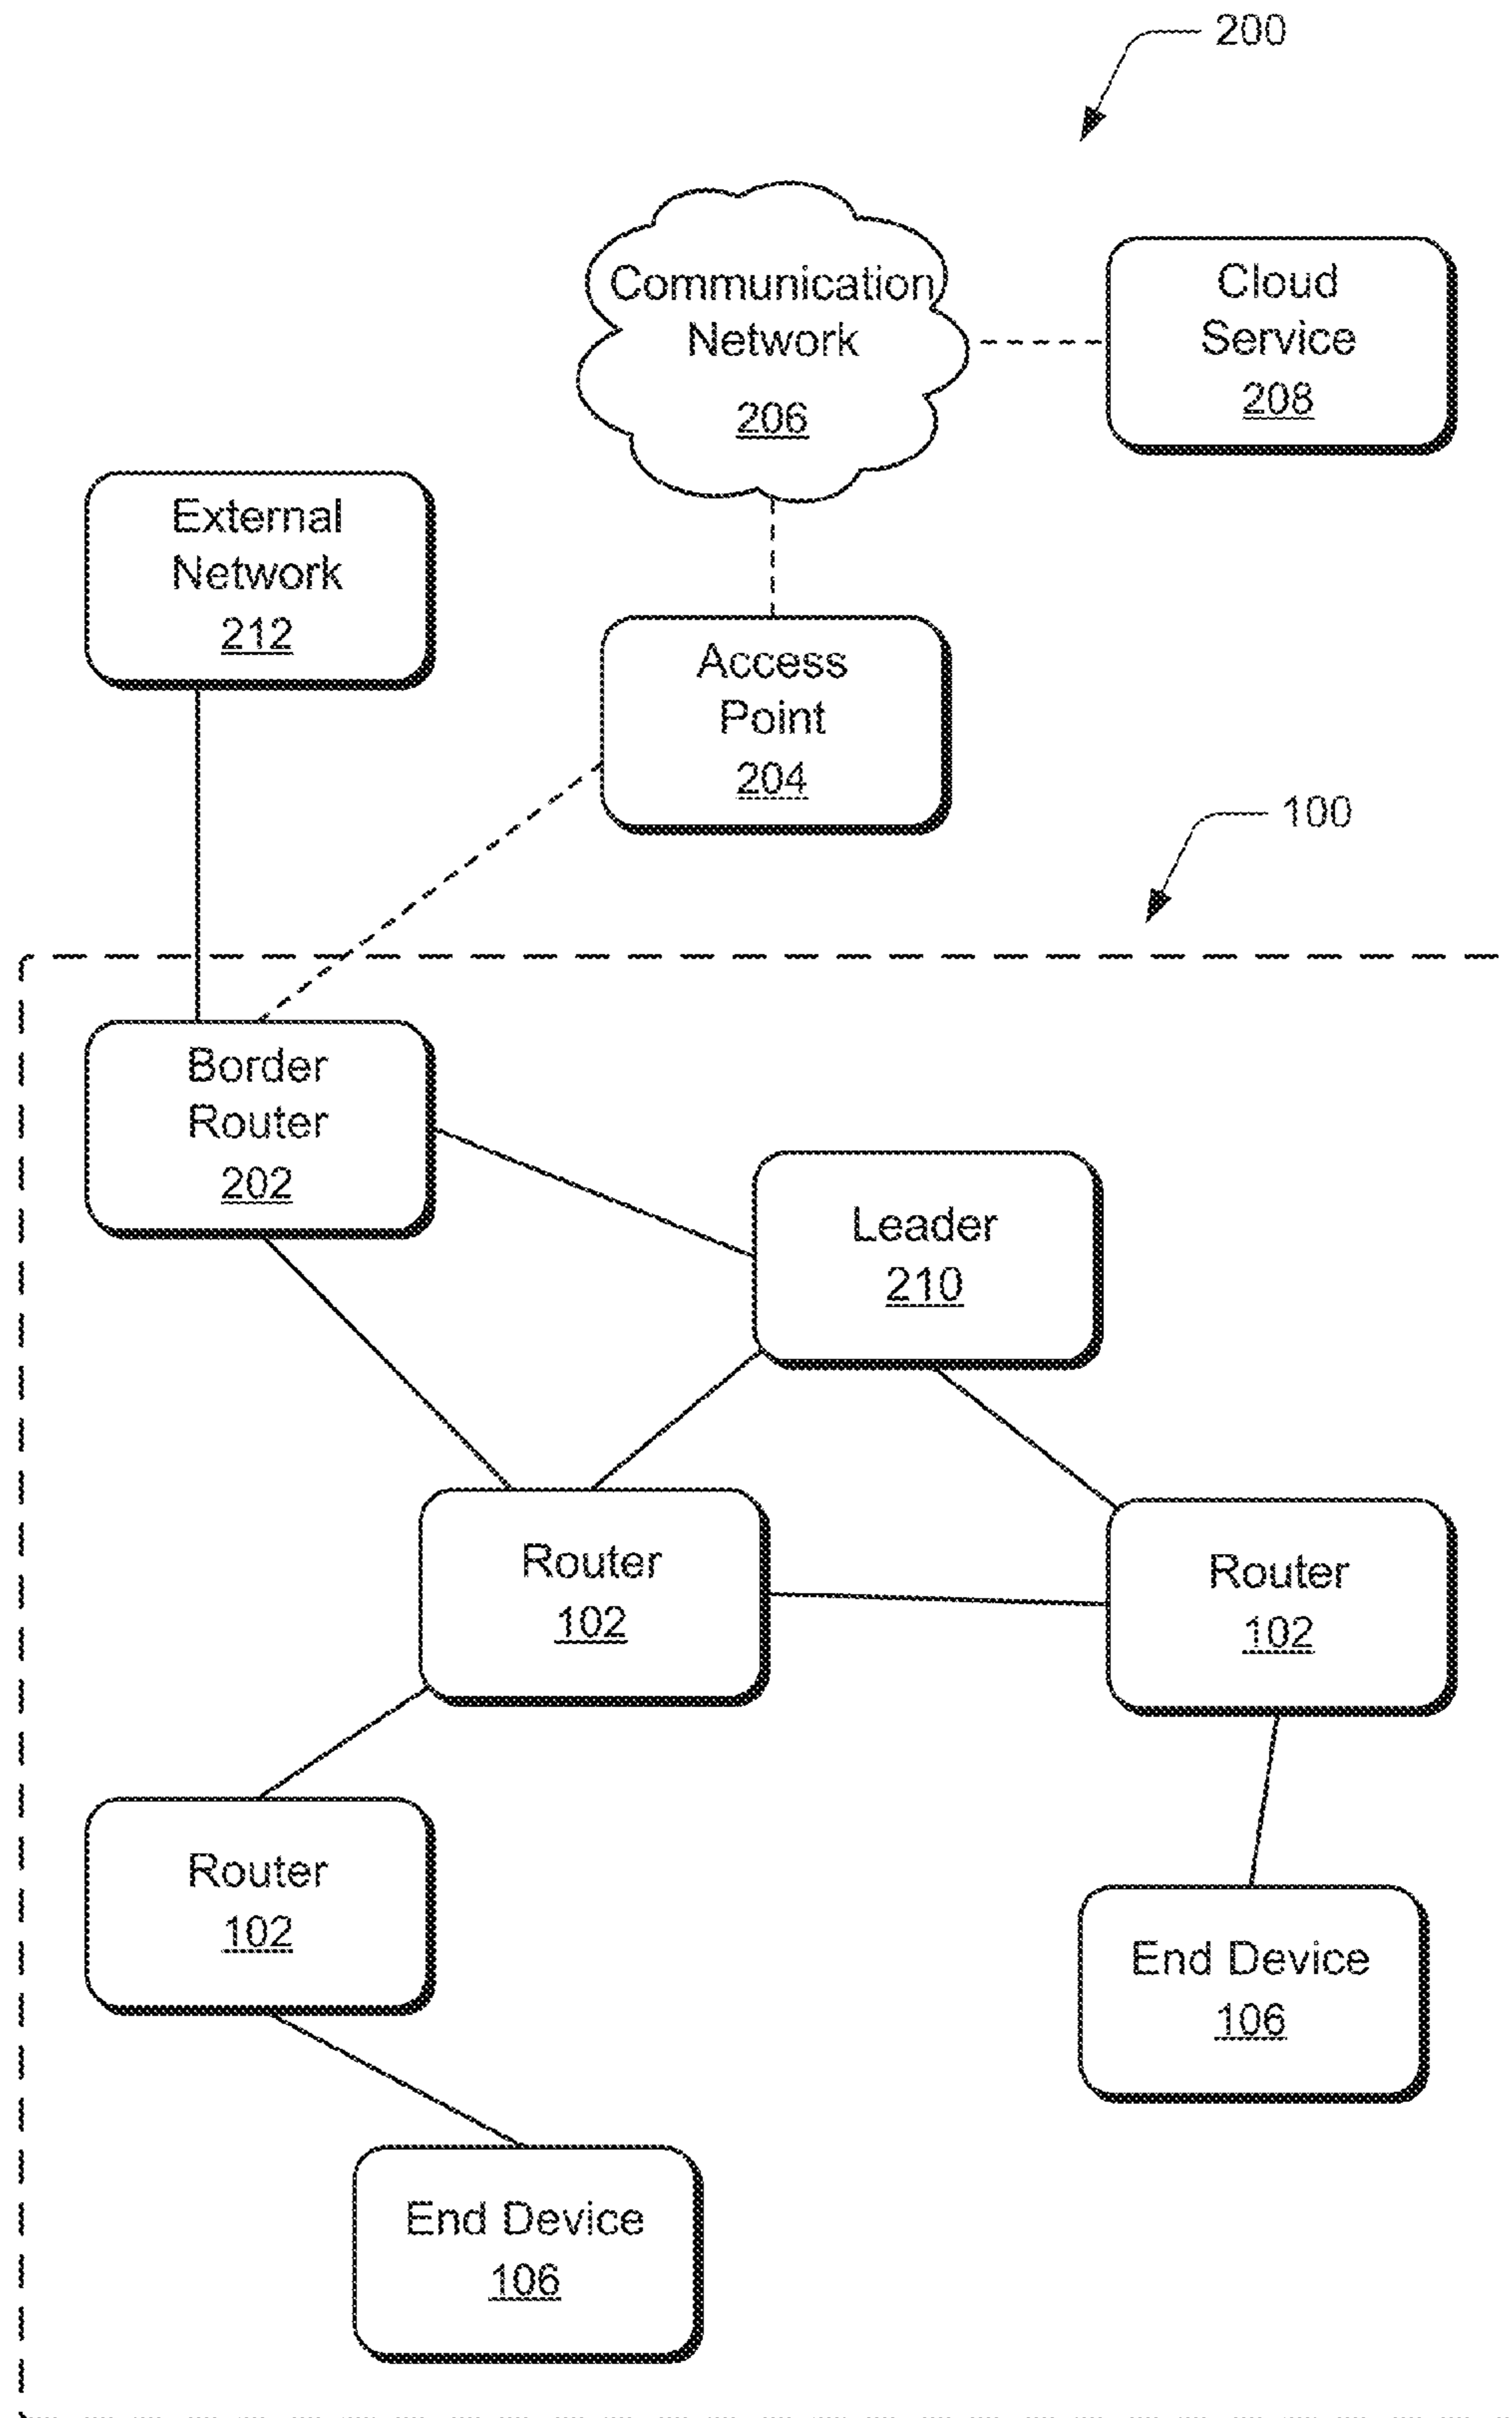 200
Communication
Network
206
Cloud
Service
208
External
Network
212
Access
Point
204
100
Border
Router
202
Leader
210
Router
102
Router
102
Router
102
End Device
106
End Device
106